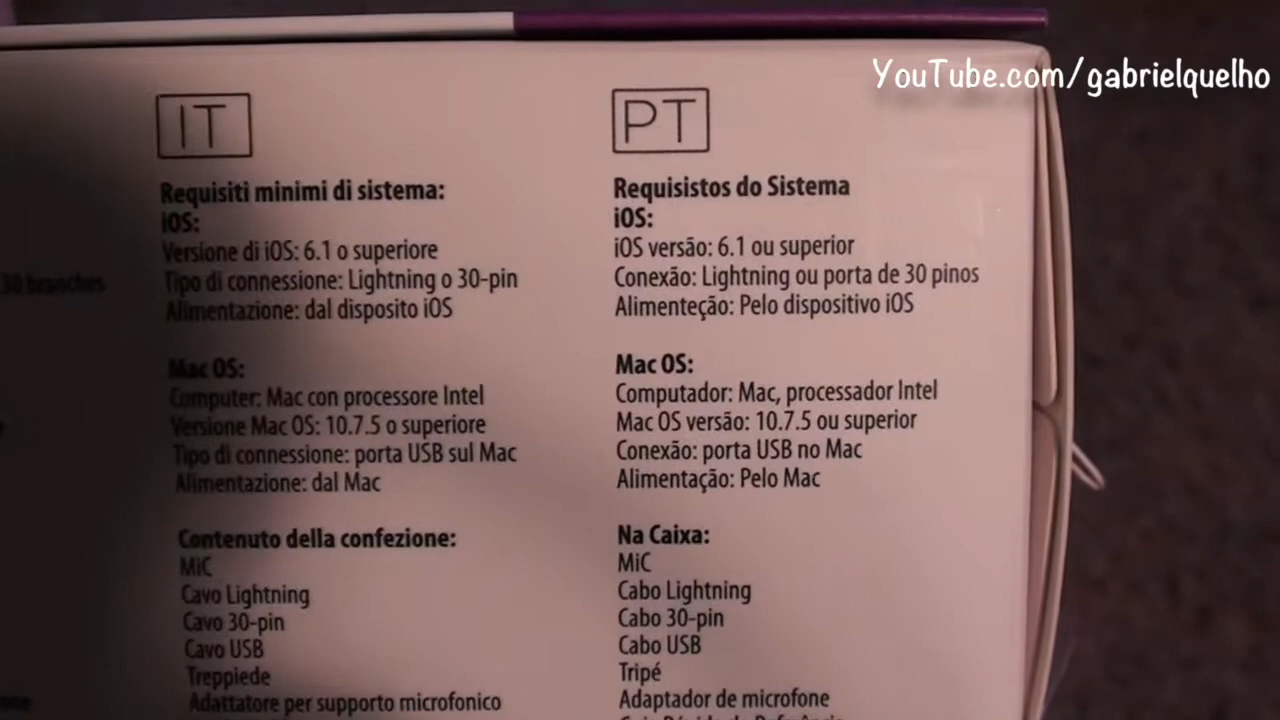 YouTube.com/gabrielquelho
30 branches
IT
Requisiti minimi di sistema:
iOS:
Versione di iOS: 6.1 o superiore
Tipo di connessione: Lightning o 30-pin
Alimentazione: dal disposito iOS
Mac OS:
Computer: Mac con processore Intel
Versione Mac OS: 10.7.5 o superiore
Tipo di connessione: porta USB sul Mac
Alimentazione: dal Mac
Contenuto della confezione:
MiC
Cavo Lightning
Cavo 30-pin
Cavo USB
Treppiede
Adattatore per supporto microfonico
PT
Requisistos do Sistema
iOS:
iOS versão: 6.1 ou superior
Conexão: Lightning ou porta de 30 pinos
Alimenteção: Pelo dispositivo iOS
Mac OS:
Computador: Mac, processador Intel
Mac OS versão: 10.7.5 ou superior
Conexão: porta USB no Mac
Alimentação: Pelo Mac
Na Caixa:
MiC
Cabo Lightning
Cabo 30-pin
Cabo USB
Tripé
Adaptador de microfone